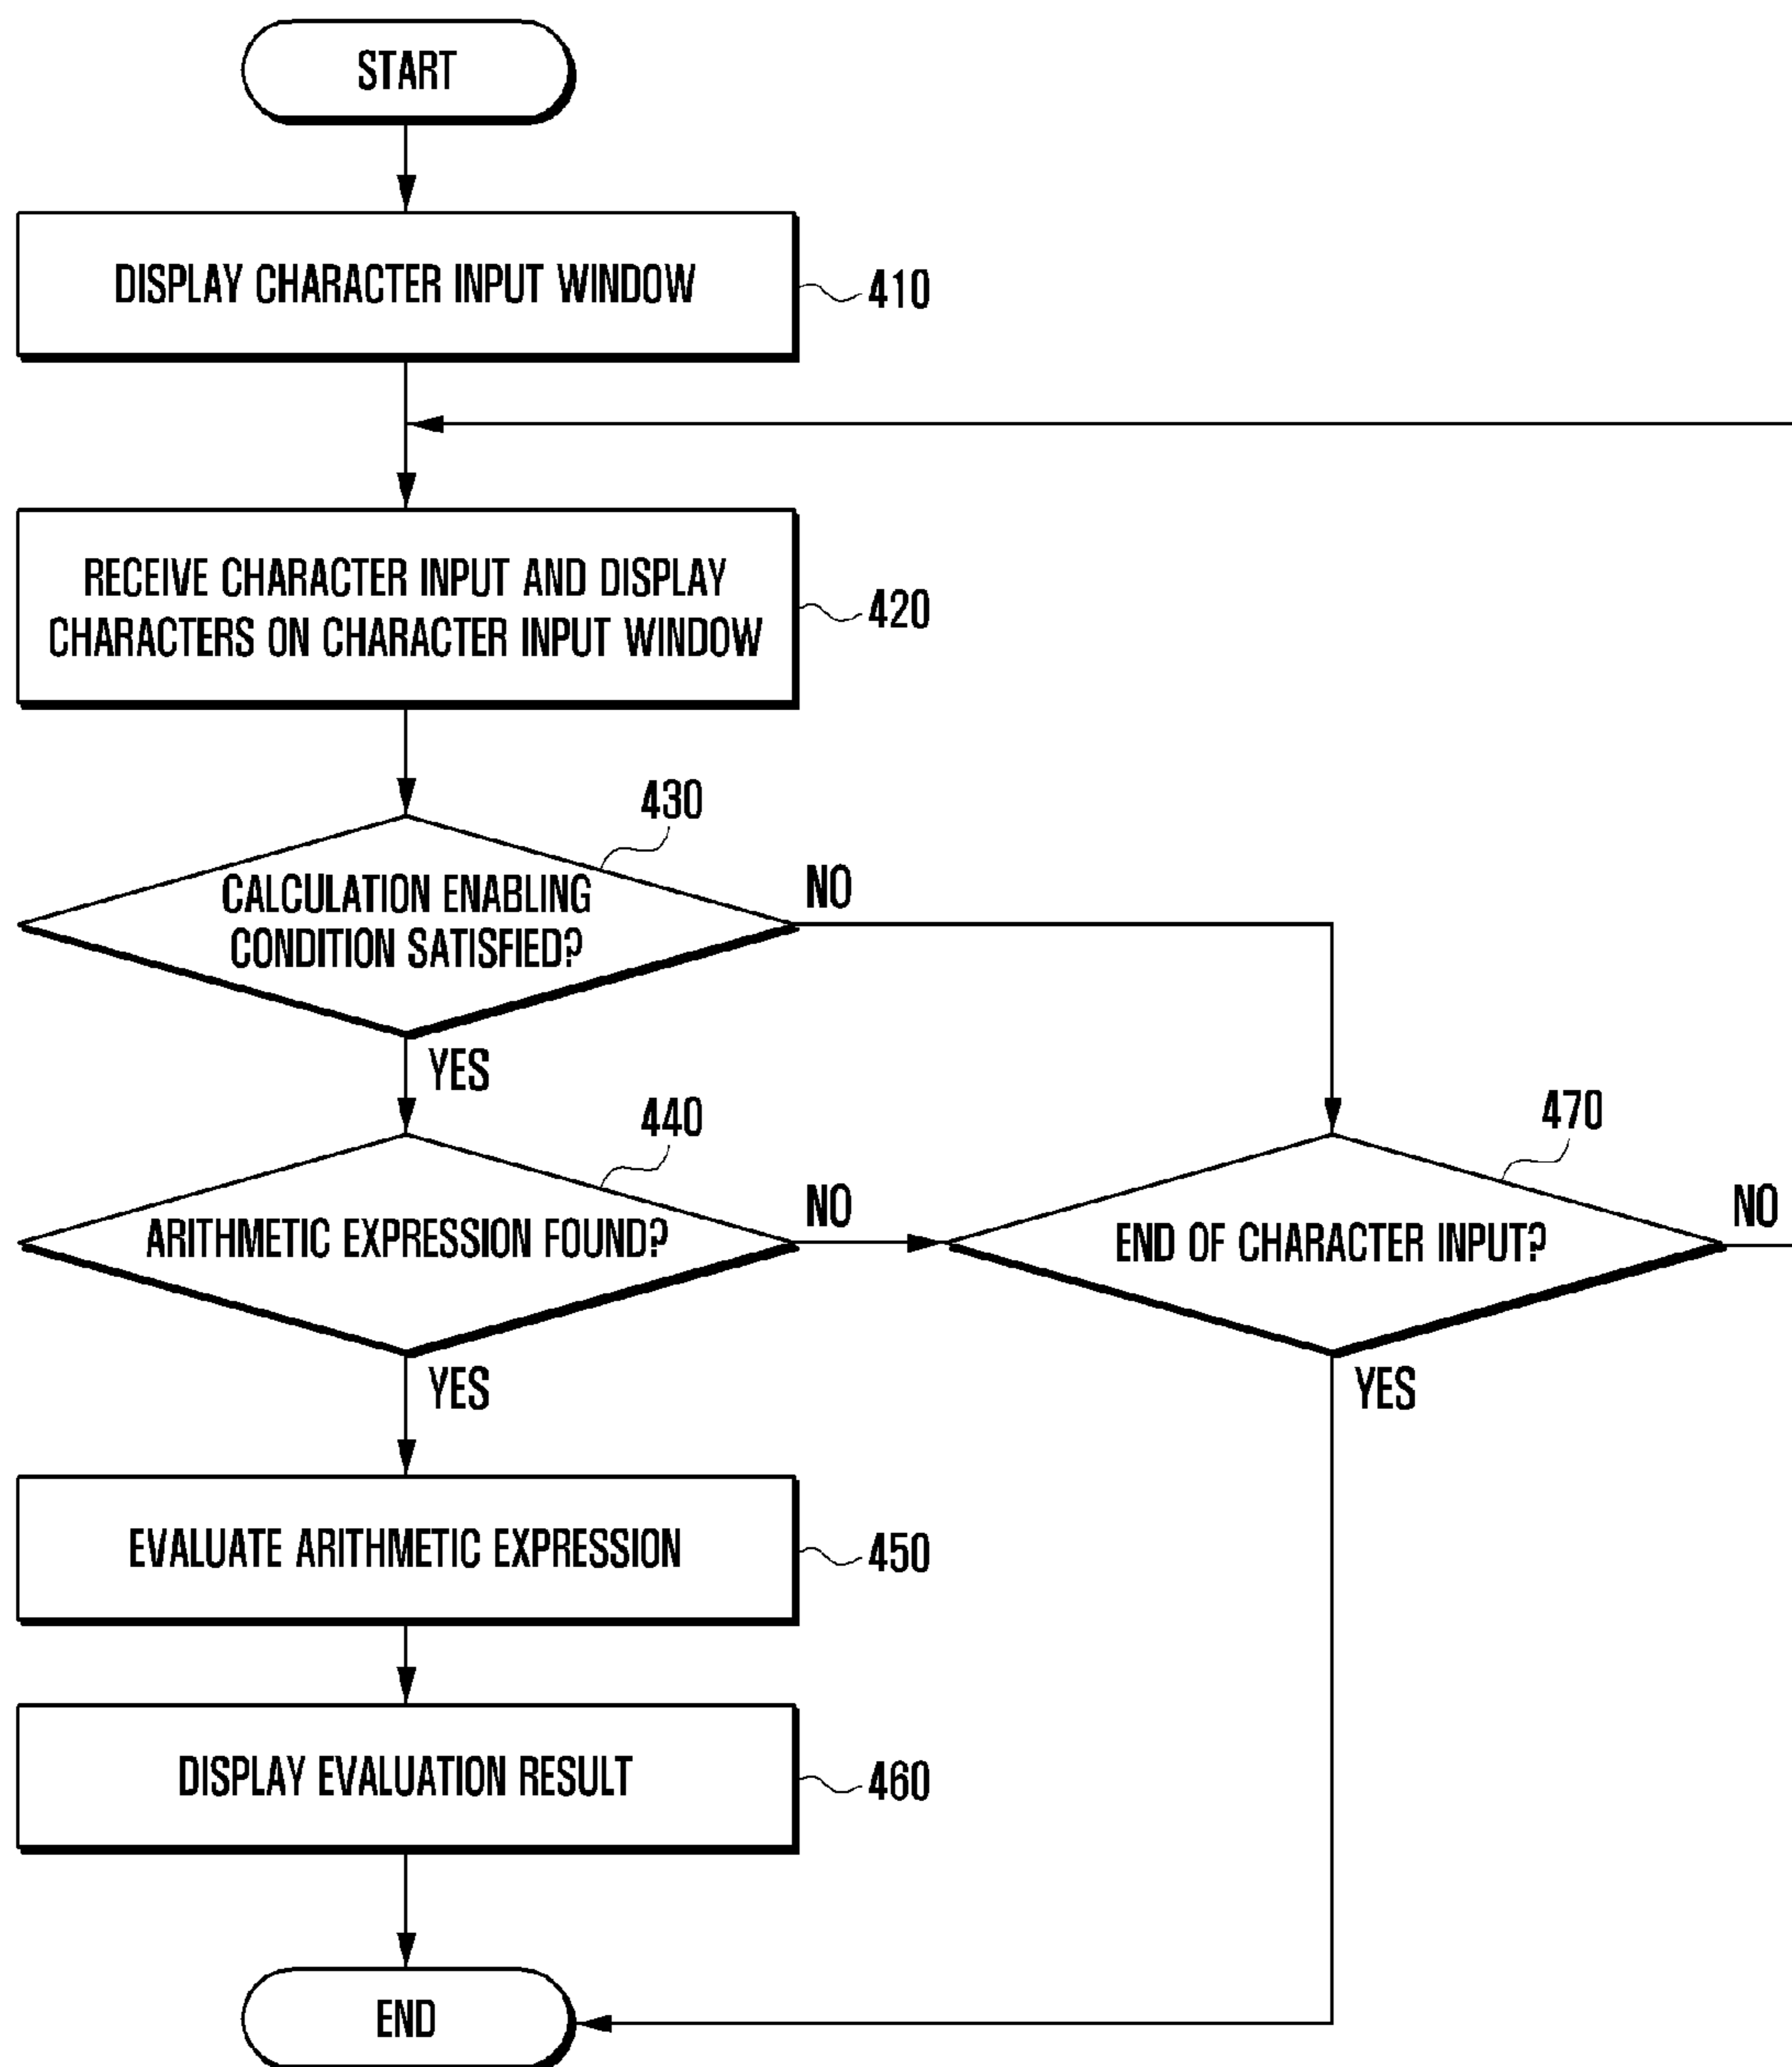 START
DISPLAY CHARACTER INPUT WINDOW
410
RECEIVE CHARACTER INPUT AND DISPLAY
CHARACTERS ON CHARACTER INPUT WINDOW
420
430
CALCULATION ENABLING
CONDITION SATISFIED?
NO
YES
440
ARITHMETIC EXPRESSION FOUND?
NO
YES
470
END OF CHARACTER INPUT?
NO
YES
EVALUATE ARITHMETIC EXPRESSION
450
DISPLAY EVALUATION RESULT
460
END